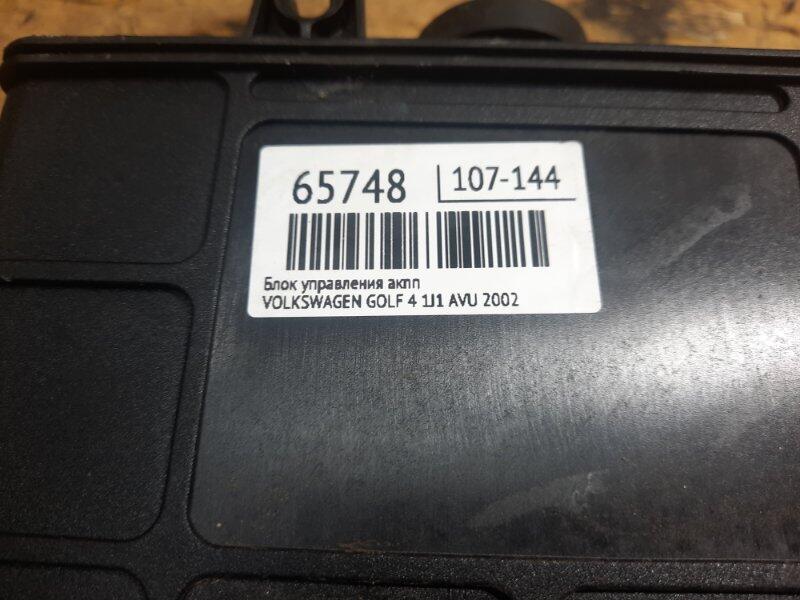 65748 107-144
Блок управления акпп
VOLKSWAGEN GOLF 4 1J1 AVU 2002